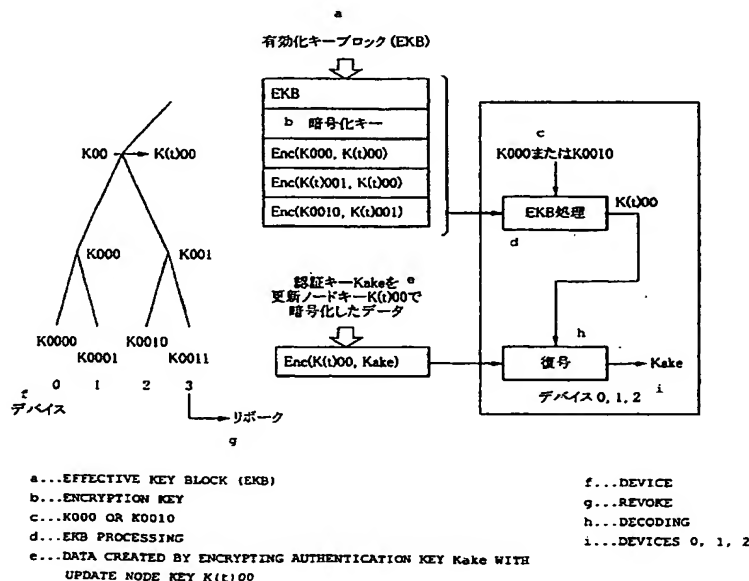 a
有効化キーブロック(EKB)
EKB
b 暗号化キー
Enc(K000, K(t)00)
Enc(K(t)001, K(t)00)
Enc(K0010, K(t)001)
c
K000またはK0010
EKB処理
K(t)00
d
K00 K(t)00
K000
K001
K0000
K0001
K0010
K0011
0 1 2 3
f
デバイス
リボーク
g
認証キーKakeを e
更新ノードキーK(t)00で
暗号化したデータ
Enc(K(t)00, Kake)
h
復号
Kake
i
デバイス 0, 1, 2
a...EFFECTIVE KEY BLOCK (EKB)
b...ENCRYPTION KEY
c...K000 OR K0010
d...EKB PROCESSING
e...DATA CREATED BY ENCRYPTING AUTHENTICATION KEY Kake WITH
UPDATE NODE KEY K(t)00
f...DEVICE
g...REVOKE
h...DECODING
i...DEVICES 0, 1, 2